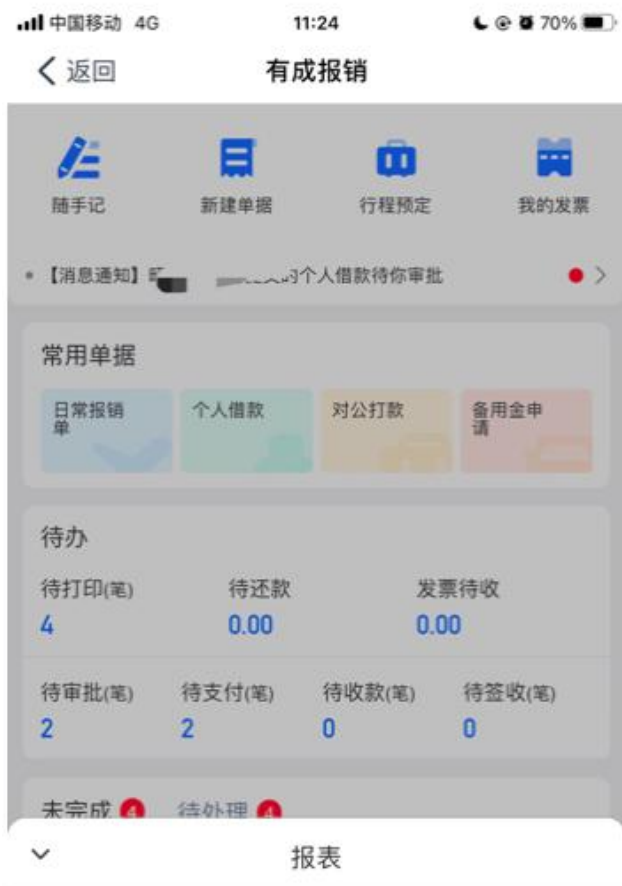 中国移动 4G 11:24 70%
返回 有成报销
随手记 新建单据 行程预定 我的发票
【消息通知】 的个人借款待你审批
常用单据
日常报销单 个人借款 对公打款 备用金申请
待办
待打印(笔) 待还款 发票待收
4 0.00 0.00
待审批(笔) 待支付(笔) 待收款(笔) 待签收(笔)
2 2 0 0
未完成 4 待处理 4
报表